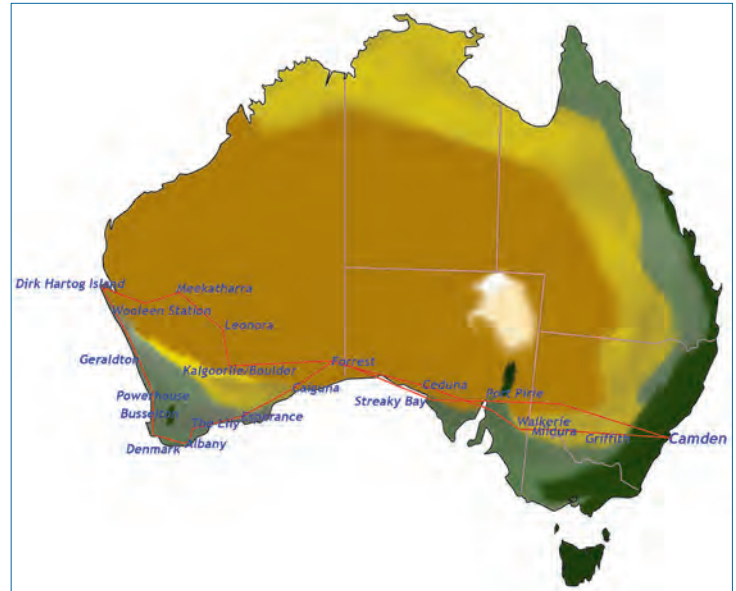 Dirk Hartog Island
Meekatharra
Wooleen Station
Leonora
Geraldton
Kalgoorlie/Boulder
Forrest
Caiguna
Ceduna
Port Pirie
Powerhouse
Streaky Bay
Busselton
The Lily
Esperance
Waikerie
Mildura
Griffith
Camden
Denmark
Albany